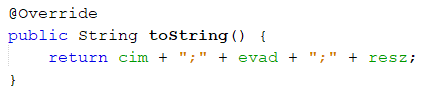 @Override
public String toString() {
    return cim + ";" + evad + ";" + resz;
}